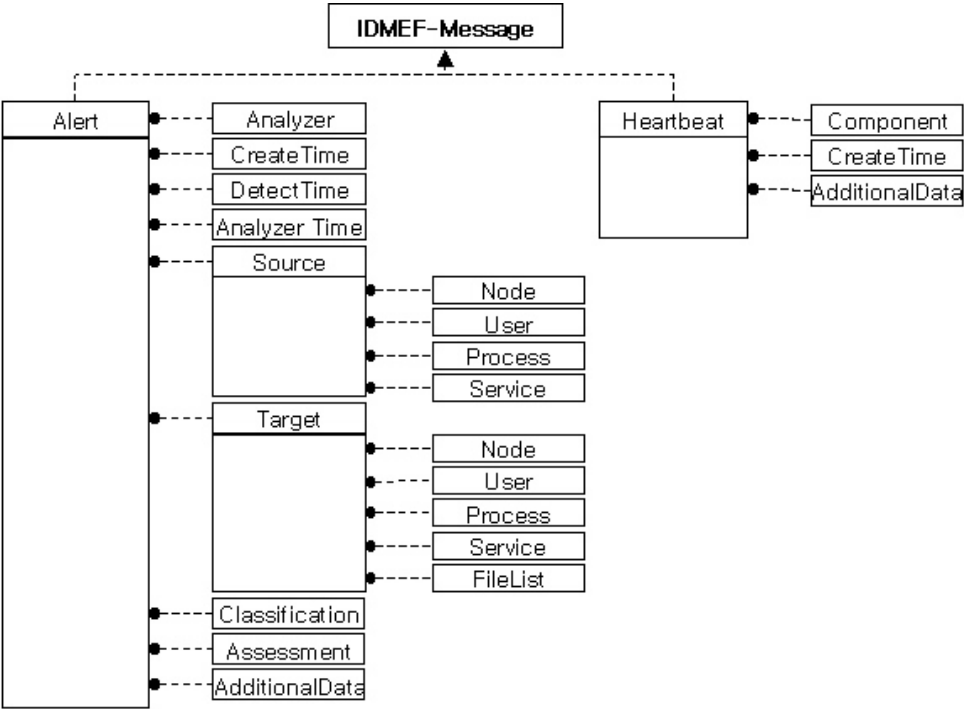 IDMEF-Message
Alert
Analyzer
CreateTime
DetectTime
Analyzer Time
Source
Node
User
Process
Service
Target
Node
User
Process
Service
FileList
Classification
Assessment
AdditionalData
Heartbeat
Component
CreateTime
AdditionalData